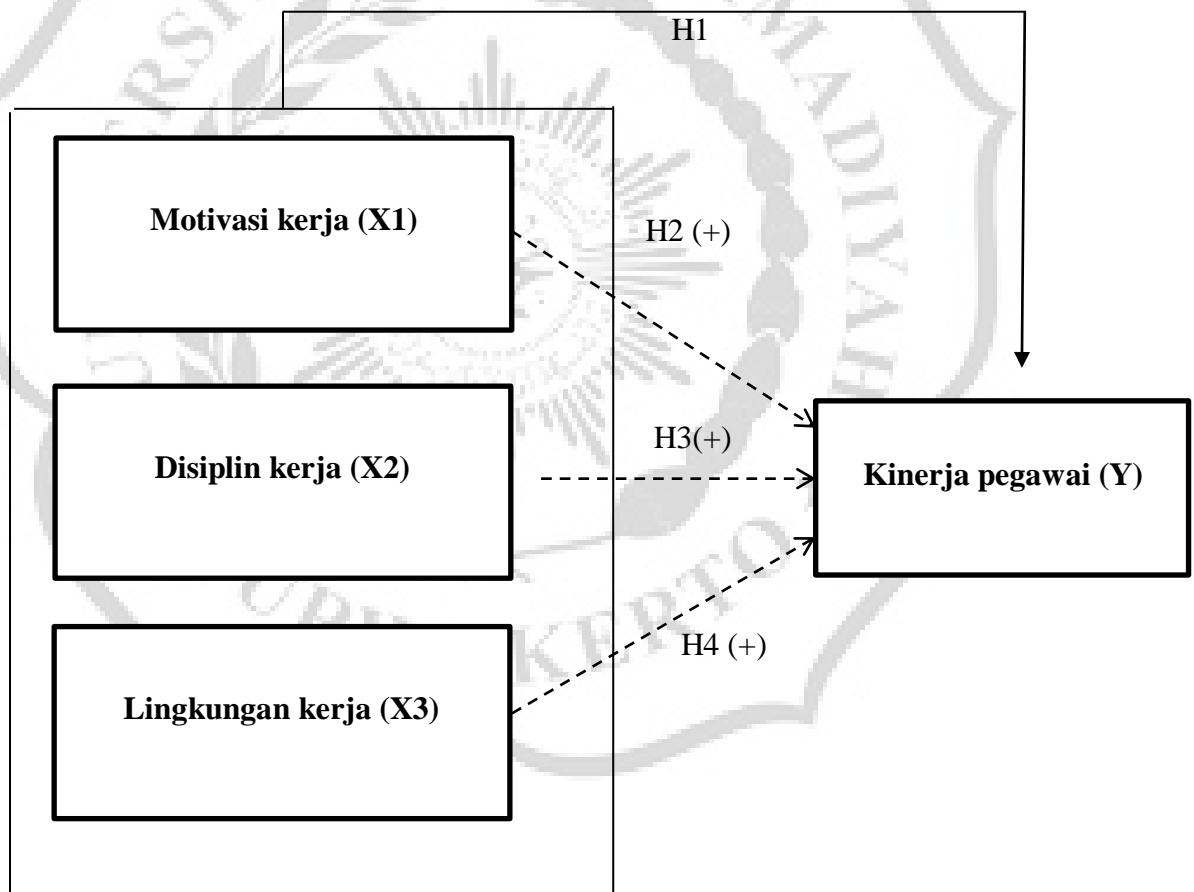 H1
Motivasi kerja (X1)
H2 (+)
Disiplin kerja (X2)
H3(+)
Kinerja pegawai (Y)
H4 (+)
Lingkungan kerja (X3)